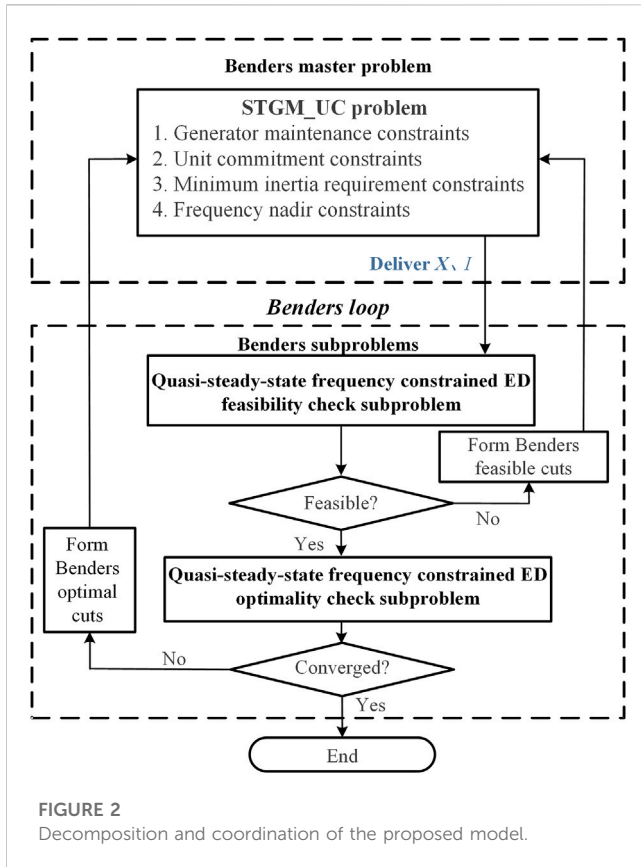 Benders master problem
STGM_UC problem
1. Generator maintenance constraints
2. Unit commitment constraints
3. Minimum inertia requirement constraints
4. Frequency nadir constraints
Deliver X、I
Benders loop
Benders subproblems
Quasi-steady-state frequency constrained ED
feasibility check subproblem
Form Benders
feasible cuts
Feasible?
No
Yes
Form
Benders
optimal
cuts
Quasi-steady-state frequency constrained ED
optimality check subproblem
No
Converged?
Yes
End
FIGURE 2
Decomposition and coordination of the proposed model.